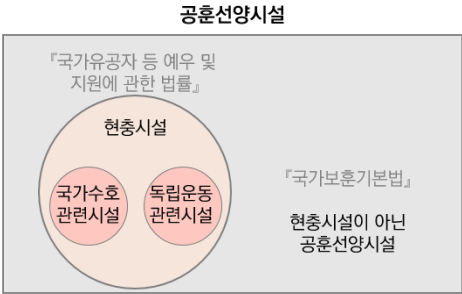 공훈선양시설
『국가유공자 등 예우 및
지원에 관한 법률』
현충시설
국가수호
관련시설
독립운동
관련시설
『국가보훈기본법』
현충시설이 아닌
공훈선양시설